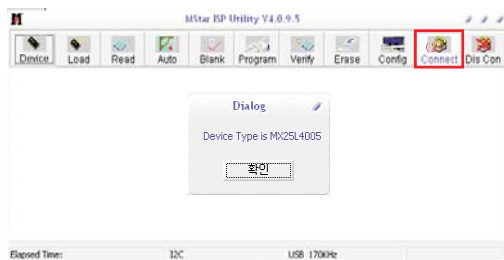 MStar ISP Utility V4.0.9.5
Device Load Read Auto Blank Program Verify Erase Config Connect Dis Con
Dialog
Device Type is MX25L4005
확인
Elapsed Time: I2C USB 170KHz